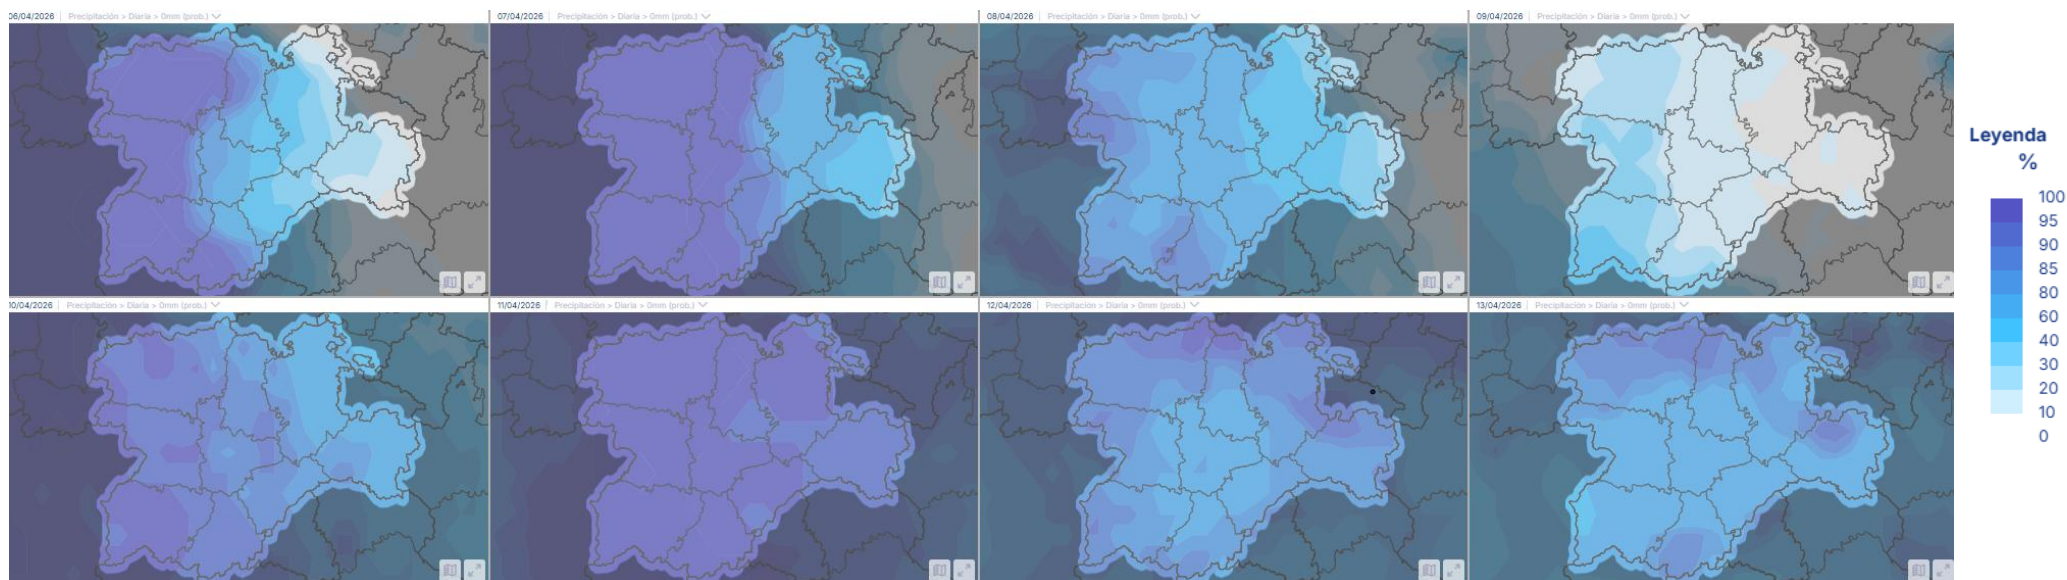 06/04/2026 Precipitación > Diaria > 0mm (prob.)
07/04/2026 Precipitación > Diaria > 0mm (prob.)
08/04/2026 Precipitación > Diaria > 0mm (prob.)
09/04/2026 Precipitación > Diaria > 0mm (prob.)
10/04/2026 Precipitación > Diaria > 0mm (prob.)
11/04/2026 Precipitación > Diaria > 0mm (prob.)
12/04/2026 Precipitación > Diaria > 0mm (prob.)
13/04/2026 Precipitación > Diaria > 0mm (prob.)
Leyenda
%
100
95
90
85
80
60
40
30
20
10
0